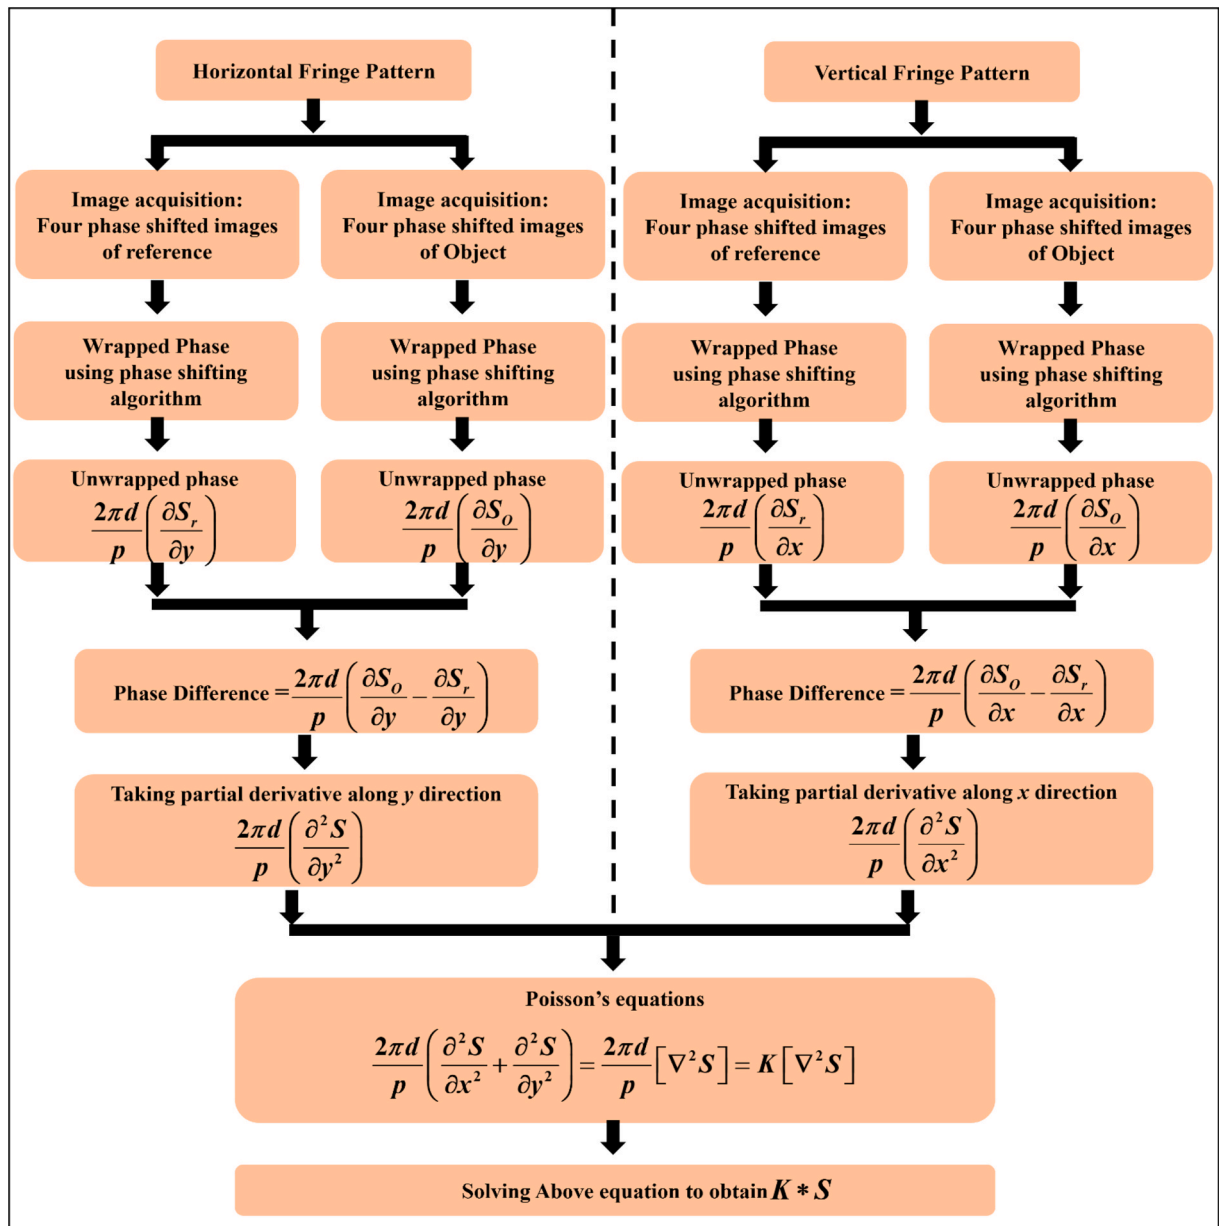 Horizontal Fringe Pattern
Image acquisition:
Four phase shifted images
of reference
Image acquisition:
Four phase shifted images
of Object
Wrapped Phase
using phase shifting
algorithm
Wrapped Phase
using phase shifting
algorithm
Unwrapped phase
2πd/p (∂S_r/∂y)
Unwrapped phase
2πd/p (∂S_O/∂y)
Phase Difference = 2πd/p (∂S_O/∂y − ∂S_r/∂y)
Taking partial derivative along y direction
2πd/p (∂²S/∂y²)
Vertical Fringe Pattern
Image acquisition:
Four phase shifted images
of reference
Image acquisition:
Four phase shifted images
of Object
Wrapped Phase
using phase shifting
algorithm
Wrapped Phase
using phase shifting
algorithm
Unwrapped phase
2πd/p (∂S_r/∂x)
Unwrapped phase
2πd/p (∂S_O/∂x)
Phase Difference = 2πd/p (∂S_O/∂x − ∂S_r/∂x)
Taking partial derivative along x direction
2πd/p (∂²S/∂x²)
Poisson's equations
2πd/p (∂²S/∂x² + ∂²S/∂y²) = 2πd/p [∇²S] = K [∇²S]
Solving Above equation to obtain K * S